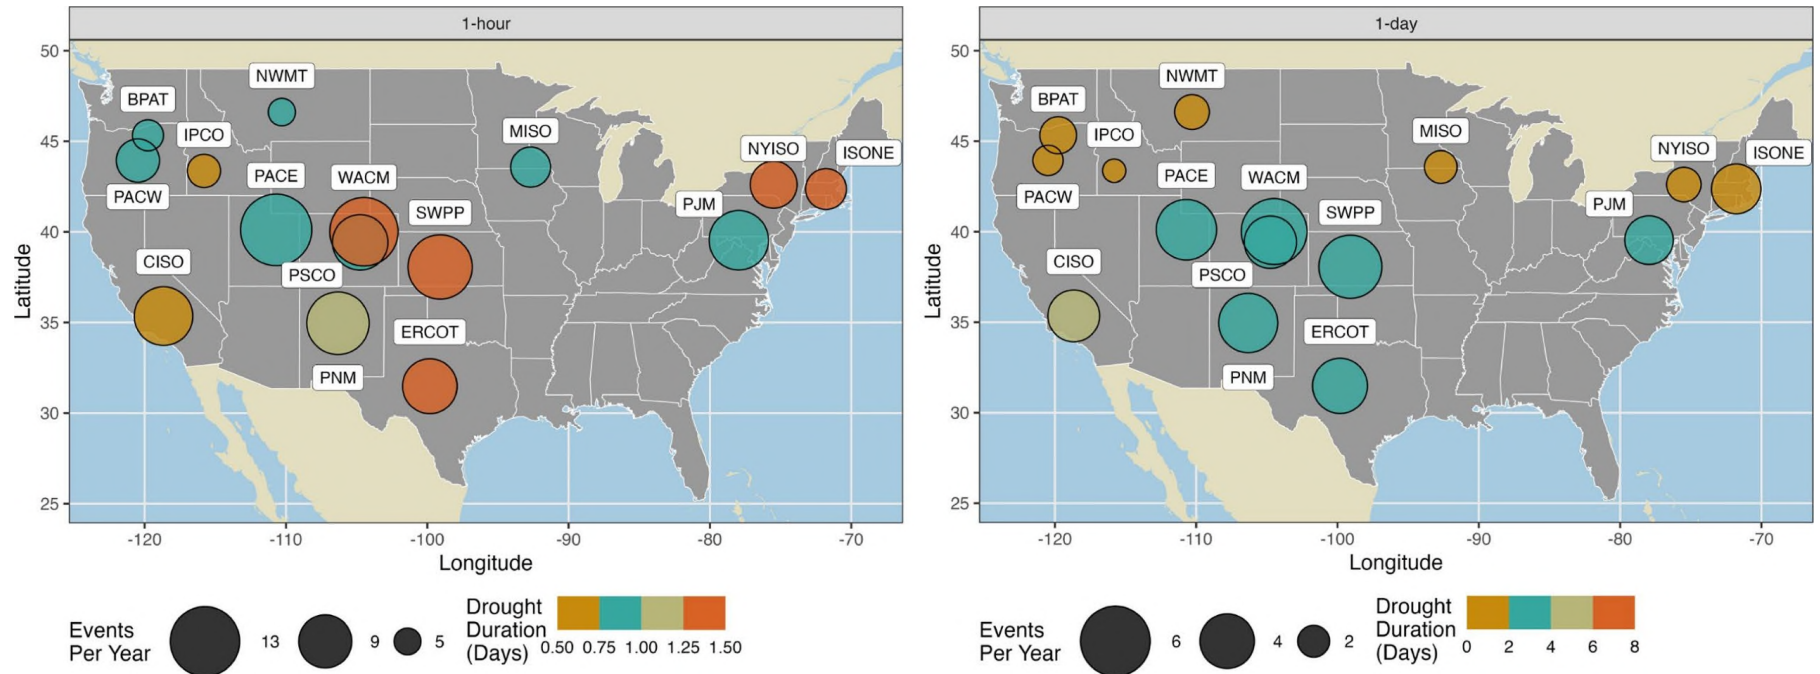 1-hour
50
45
40
35
30
25
Latitude
NWMT
BPAT
IPCO
MISO
NYISO
ISONE
PACE
WACM
PACW
SWPP
PJM
CISO
PSCO
ERCOT
PNM
-120
-110
-100
-90
-80
-70
Longitude
Events
Per Year
13
9
5
Drought
Duration
(Days)
0.50
0.75
1.00
1.25
1.50
1-day
50
45
40
35
30
25
Latitude
NWMT
BPAT
IPCO
MISO
NYISO
ISONE
PACE
WACM
PACW
SWPP
PJM
CISO
PSCO
ERCOT
PNM
-120
-110
-100
-90
-80
-70
Longitude
Events
Per Year
6
4
2
Drought
Duration
(Days)
0
2
4
6
8